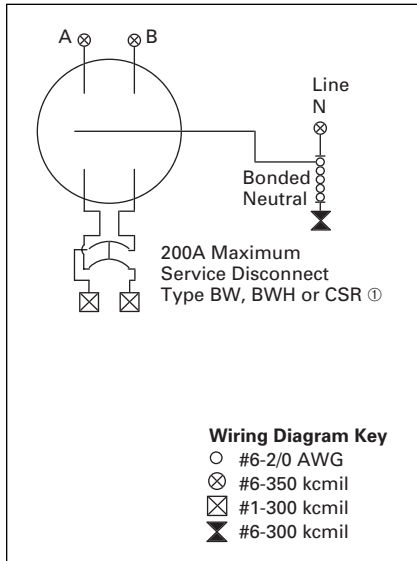 A
B
Line
N
Bonded
Neutral
200A Maximum
Service Disconnect
Type BW, BWH or CSR ①
Wiring Diagram Key
#6-2/0 AWG
#6-350 kcmil
#1-300 kcmil
#6-300 kcmil